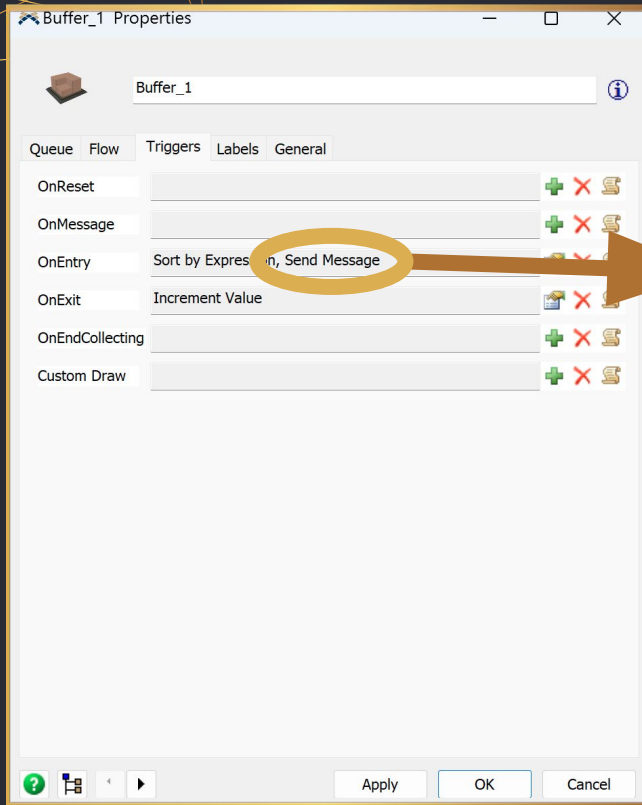 Buffer_1 Properties
Buffer_1
Queue Flow Triggers Labels General
OnReset
OnMessage
OnEntry Sort by Expression, Send Message
OnExit Increment Value
OnEndCollecting
Custom Draw
Apply OK Cancel